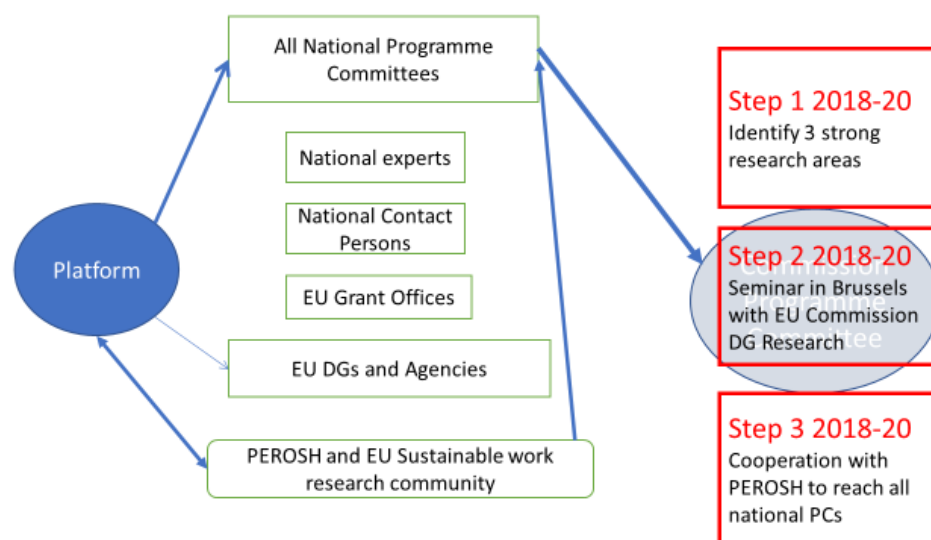 All National Programme
Committees
National experts
National Contact
Persons
EU Grant Offices
EU DGs and Agencies
PEROSH and EU Sustainable work
research community
Platform
Commission
Programme
Committee
Step 1 2018-20
Identify 3 strong
research areas
Step 2 2018-20
Seminar in Brussels
with EU Commission
DG Research
Step 3 2018-20
Cooperation with
PEROSH to reach all
national PCs